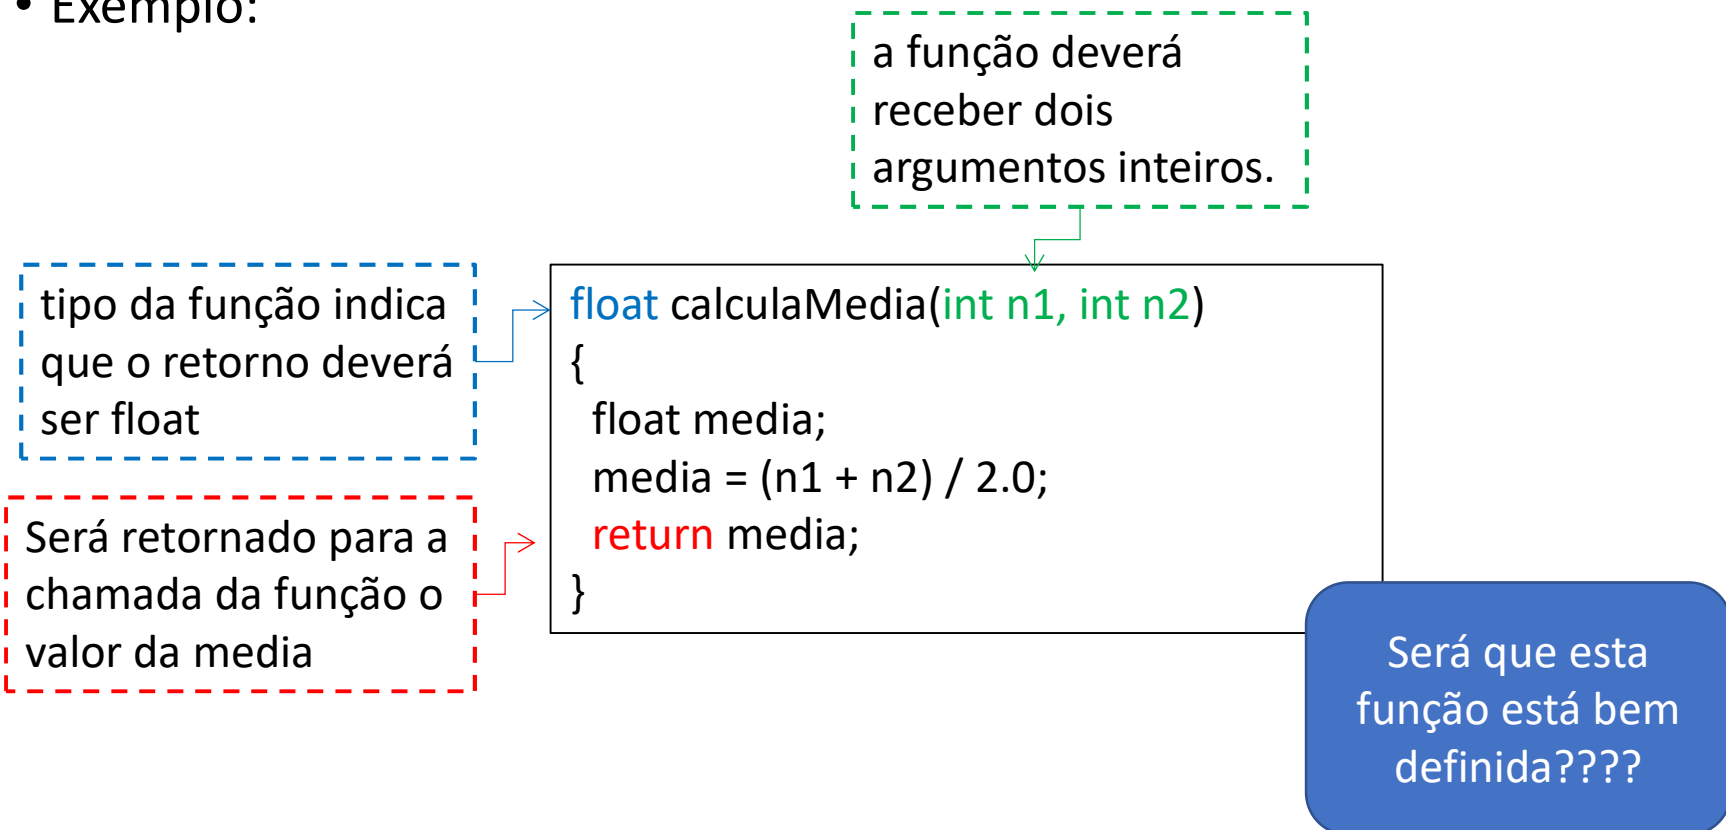 • Exemplo:
a função deverá
receber dois
argumentos inteiros.
tipo da função indica
que o retorno deverá
ser float
float calculaMedia(int n1, int n2)
{
float media;
media = (n1 + n2) / 2.0;
return media;
}
Será retornado para a
chamada da função o
valor da media
Será que esta
função está bem
definida????